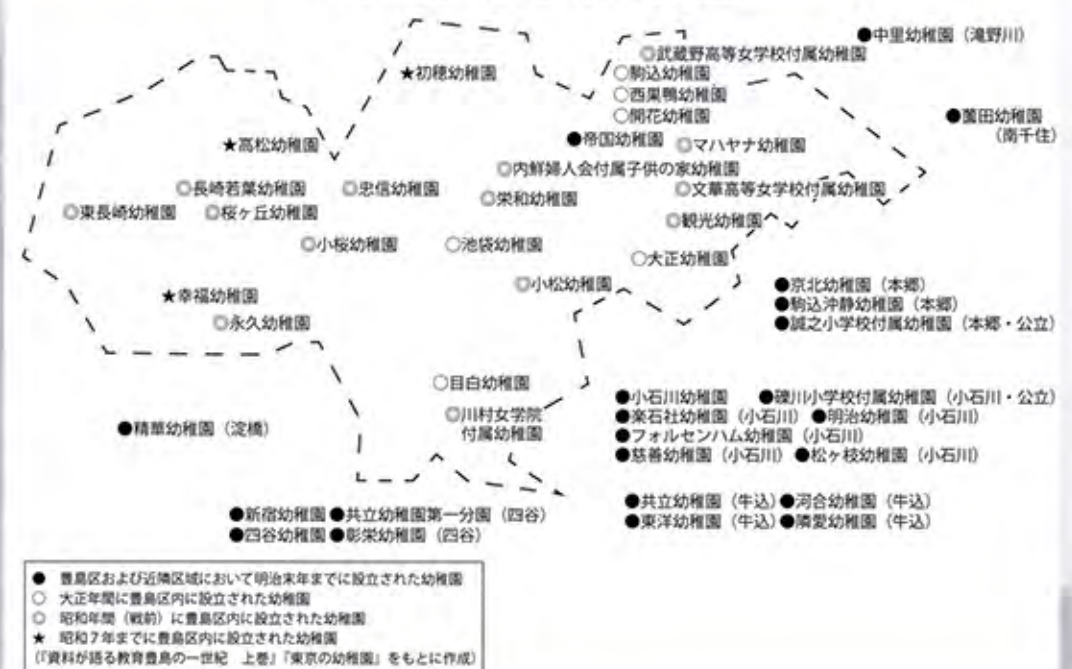 ●中里幼稚園（滝野川）
◎武蔵野高等女学校付属幼稚園
★初穂幼稚園
○駒込幼稚園
○西巣鴨幼稚園
○開花幼稚園
●薗田幼稚園
（南千住）
●帝国幼稚園
◎マハヤナ幼稚園
★高松幼稚園
◎内鮮婦人会付属子供の家幼稚園
◎長崎若葉幼稚園
◎忠信幼稚園
◎文華高等女学校付属幼稚園
◎栄和幼稚園
◎東長崎幼稚園
◎桜ヶ丘幼稚園
◎観光幼稚園
◎小桜幼稚園
○池袋幼稚園
○大正幼稚園
◎小松幼稚園
●京北幼稚園（本郷）
★幸福幼稚園
●駒込沖静幼稚園（本郷）
◎永久幼稚園
●誠之小学校付属幼稚園（本郷・公立）
○目白幼稚園
●小石川幼稚園 ●礫川小学校付属幼稚園（小石川・公立）
◎川村女学院
付属幼稚園
●楽石社幼稚園（小石川） ●明治幼稚園（小石川）
●精華幼稚園（淀橋）
●フォルセンハム幼稚園（小石川）
●慈善幼稚園（小石川） ●松ヶ枝幼稚園（小石川）
●共立幼稚園（牛込） ●河合幼稚園（牛込）
●東洋幼稚園（牛込） ●隣愛幼稚園（牛込）
●新宿幼稚園 ●共立幼稚園第一分園（四谷）
●四谷幼稚園 ●彰栄幼稚園（四谷）
● 豊島区および近隣区域において明治末年までに設立された幼稚園
○ 大正年間に豊島区内に設立された幼稚園
◎ 昭和年間（戦前）に豊島区内に設立された幼稚園
★ 昭和7年までに豊島区内に設立された幼稚園
（『資料が語る教育豊島の一世紀 上巻』『東京の幼稚園』をもとに作成）